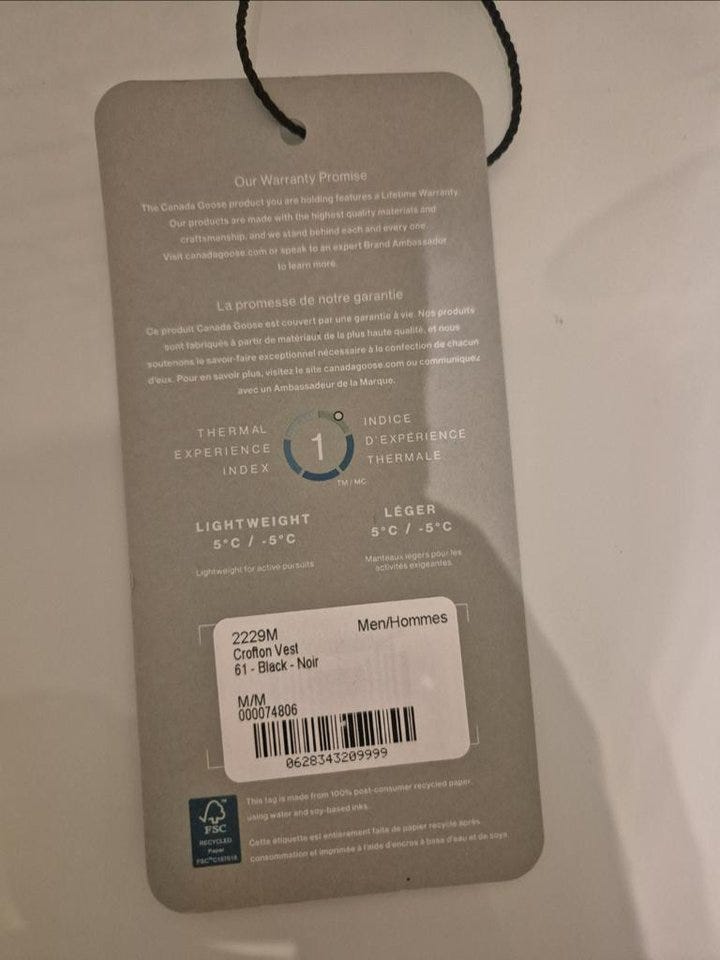 Our Warranty Promise
The Canada Goose product you are holding features a Lifetime Warranty.
Our products are made with the highest quality materials and
craftsmanship, and we stand behind each and every one.
Visit canadagoose.com or speak to an expert Brand Ambassador
to learn more.
La promesse de notre garantie
Ce produit Canada Goose est couvert par une garantie à vie. Nos produits
sont fabriqués à partir de matériaux de la plus haute qualité, et nous
soutenons le savoir-faire exceptionnel nécessaire à la confection de chacun
d'eux. Pour en savoir plus, visitez le site canadagoose.com ou communiquez
avec un Ambassadeur de la Marque.
THERMAL
EXPERIENCE
INDEX
1
TM/MC
INDICE
D'EXPÉRIENCE
THERMALE
LIGHTWEIGHT
5°C / -5°C
Lightweight for active pursuits
LÉGER
5°C / -5°C
Manteaux légers pour les
activités exigeantes
2229M Men/Hommes
Crofton Vest
61 - Black - Noir
M/M
000074806
0628343209999
FSC
RECYCLED
Paper
This tag is made from 100% post-consumer recycled paper,
using water and soy-based inks.
Cette étiquette est entièrement faite de papier recyclé après
consommation et imprimée à l'aide d'encres à base d'eau et de soya.